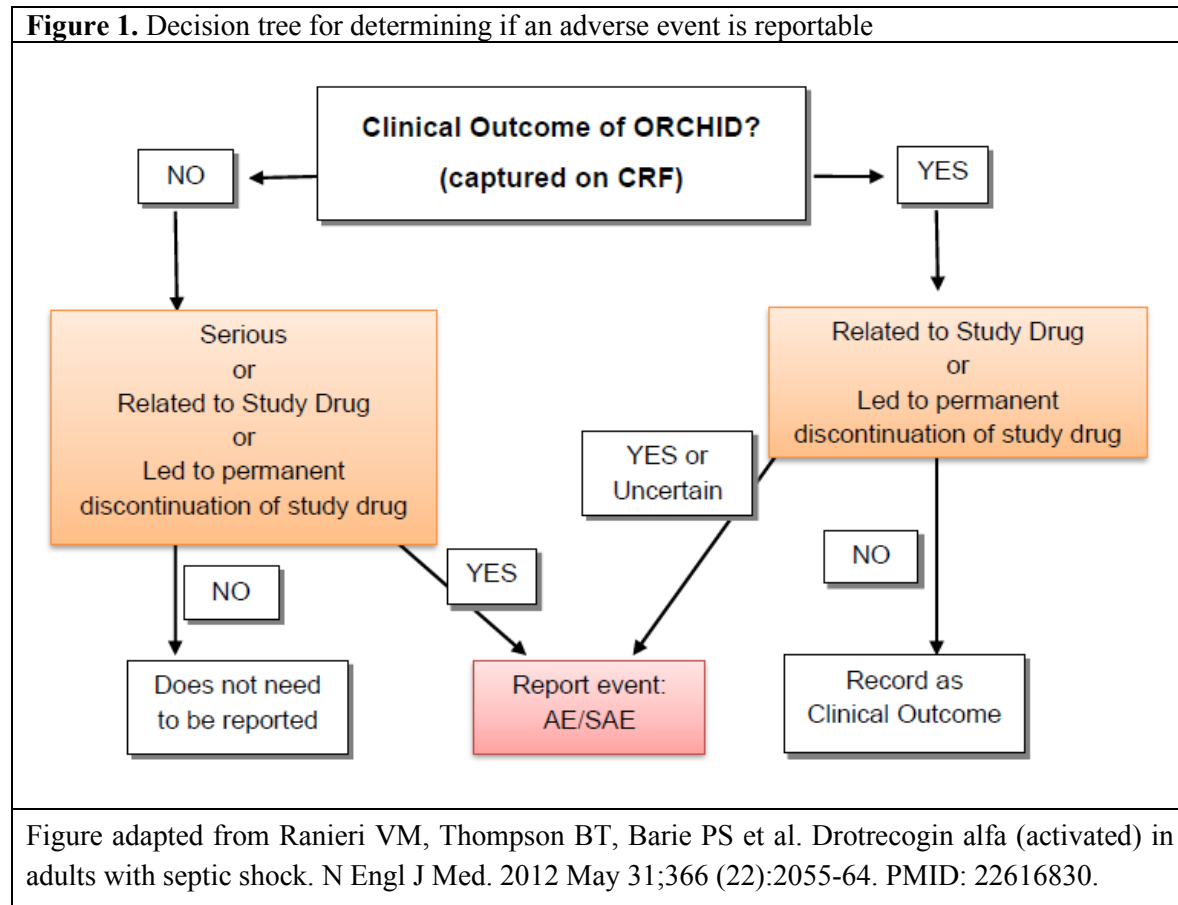 Figure 1. Decision tree for determining if an adverse event is reportable
Clinical Outcome of ORCHID?
(captured on CRF)
NO
YES
Serious
or
Related to Study Drug
or
Led to permanent
discontinuation of study drug
Related to Study Drug
or
Led to permanent
discontinuation of study drug
YES or
Uncertain
NO
YES
NO
Does not need
to be reported
Report event:
AE/SAE
Record as
Clinical Outcome
Figure adapted from Ranieri VM, Thompson BT, Barie PS et al. Drotrecogin alfa (activated) in
adults with septic shock. N Engl J Med. 2012 May 31;366 (22):2055-64. PMID: 22616830.